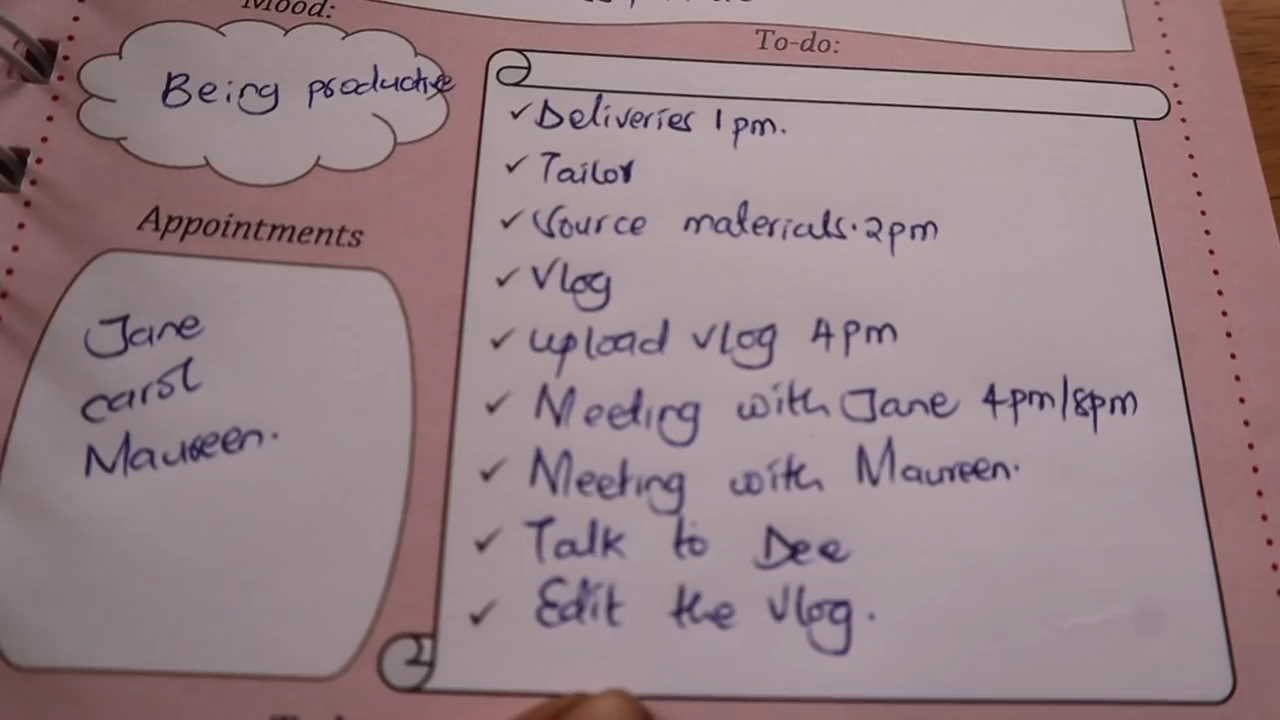 Mood:
Being productive
To-do:
✓ Deliveries 1pm.
✓ Tailor
✓ Source materials. 2pm
✓ Vlog
✓ upload vlog 4pm
✓ Meeting with Jane 4pm/8pm
✓ Meeting with Maureen.
✓ Talk to Dee
✓ Edit the Vlog.
Appointments
Jane
carol
Maureen.